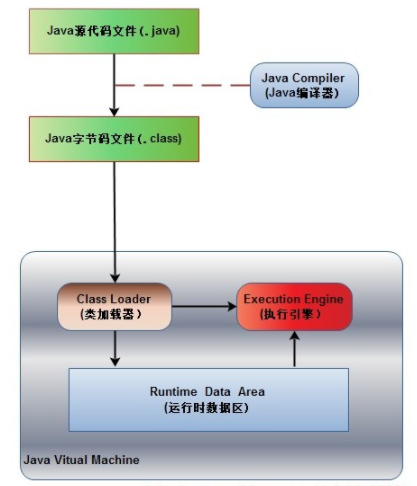 Java源代码文件(.java)
Java Compiler
(Java编译器)
Java字节码文件(.class)
Class Loader
(类加载器)
Execution Engine
(执行引擎)
Runtime Data Area
(运行时数据区)
Java Vitual Machine